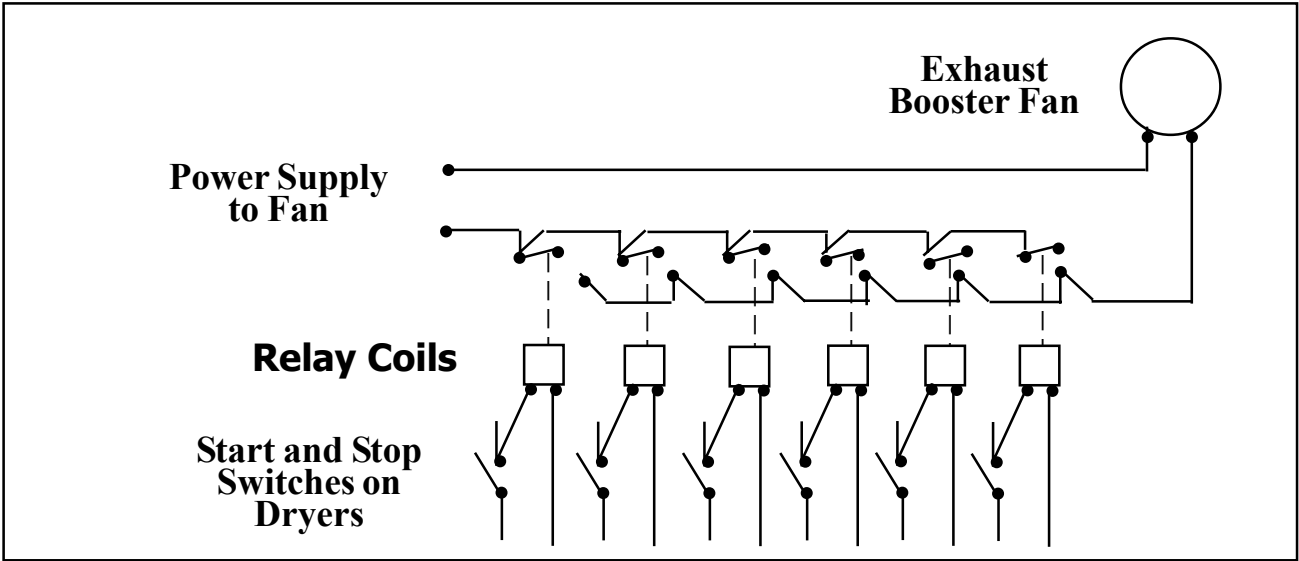 Exhaust
Booster Fan
Power Supply
to Fan
Relay Coils
Start and Stop
Switches on
Dryers